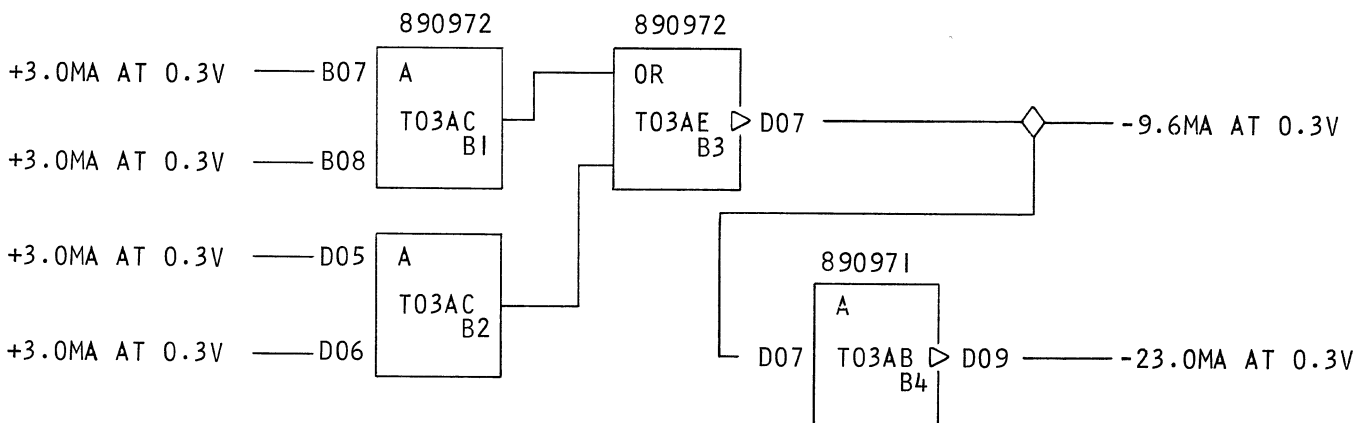 890972 890972
+3.0MA AT 0.3V B07 A OR
T03AC T03AE D07 -9.6MA AT 0.3V
B1 B3
+3.0MA AT 0.3V B08
+3.0MA AT 0.3V D05 A
890971
T03AC
B2 A
+3.0MA AT 0.3V D06 D07 T03AB D09 -23.0MA AT 0.3V
B4